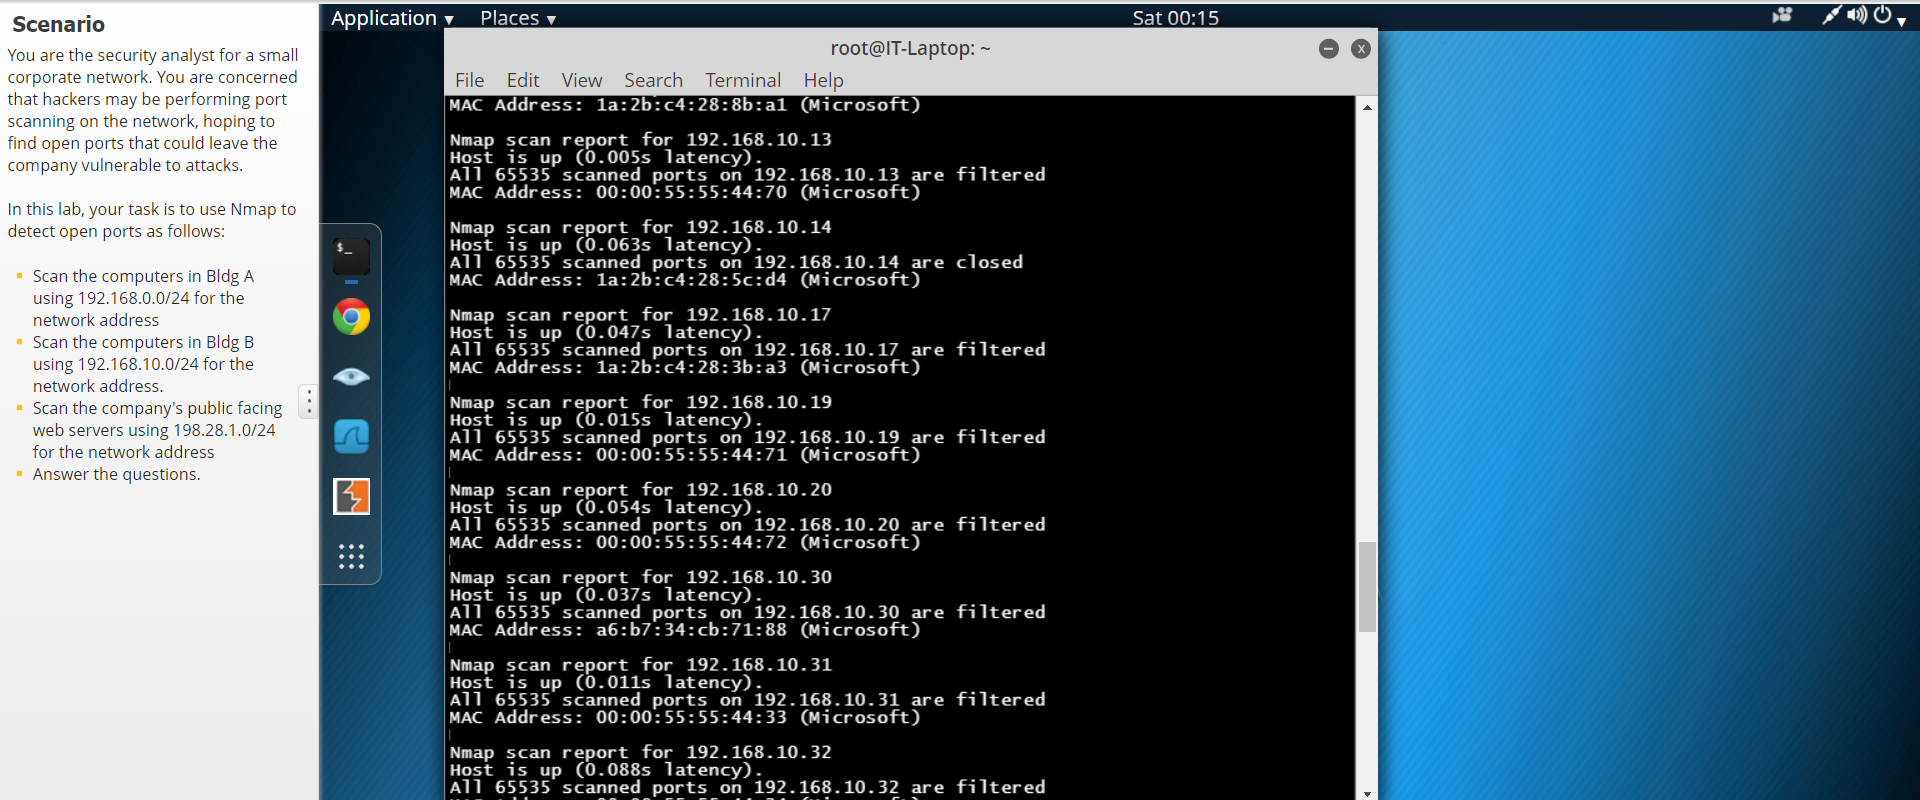 Scenario
You are the security analyst for a small
corporate network. You are concerned
that hackers may be performing port
scanning on the network, hoping to
find open ports that could leave the
company vulnerable to attacks.
In this lab, your task is to use Nmap to
detect open ports as follows:
Scan the computers in Bldg A
using 192.168.0.0/24 for the
network address
Scan the computers in Bldg B
using 192.168.10.0/24 for the
network address.
Scan the company's public facing
web servers using 198.28.1.0/24
for the network address
Answer the questions.
Application Places Sat 00:15
root@IT-Laptop: ~
File Edit View Search Terminal Help
MAC Address: 1a:2b:c4:28:8b:a1 (Microsoft)
Nmap scan report for 192.168.10.13
Host is up (0.005s latency).
All 65535 scanned ports on 192.168.10.13 are filtered
MAC Address: 00:00:55:55:44:70 (Microsoft)
Nmap scan report for 192.168.10.14
Host is up (0.063s latency).
All 65535 scanned ports on 192.168.10.14 are closed
MAC Address: 1a:2b:c4:28:5c:d4 (Microsoft)
Nmap scan report for 192.168.10.17
Host is up (0.047s latency).
All 65535 scanned ports on 192.168.10.17 are filtered
MAC Address: 1a:2b:c4:28:3b:a3 (Microsoft)
Nmap scan report for 192.168.10.19
Host is up (0.015s latency).
All 65535 scanned ports on 192.168.10.19 are filtered
MAC Address: 00:00:55:55:44:71 (Microsoft)
Nmap scan report for 192.168.10.20
Host is up (0.054s latency).
All 65535 scanned ports on 192.168.10.20 are filtered
MAC Address: 00:00:55:55:44:72 (Microsoft)
Nmap scan report for 192.168.10.30
Host is up (0.037s latency).
All 65535 scanned ports on 192.168.10.30 are filtered
MAC Address: a6:b7:34:cb:71:88 (Microsoft)
Nmap scan report for 192.168.10.31
Host is up (0.011s latency).
All 65535 scanned ports on 192.168.10.31 are filtered
MAC Address: 00:00:55:55:44:33 (Microsoft)
Nmap scan report for 192.168.10.32
Host is up (0.088s latency).
All 65535 scanned ports on 192.168.10.32 are filtered